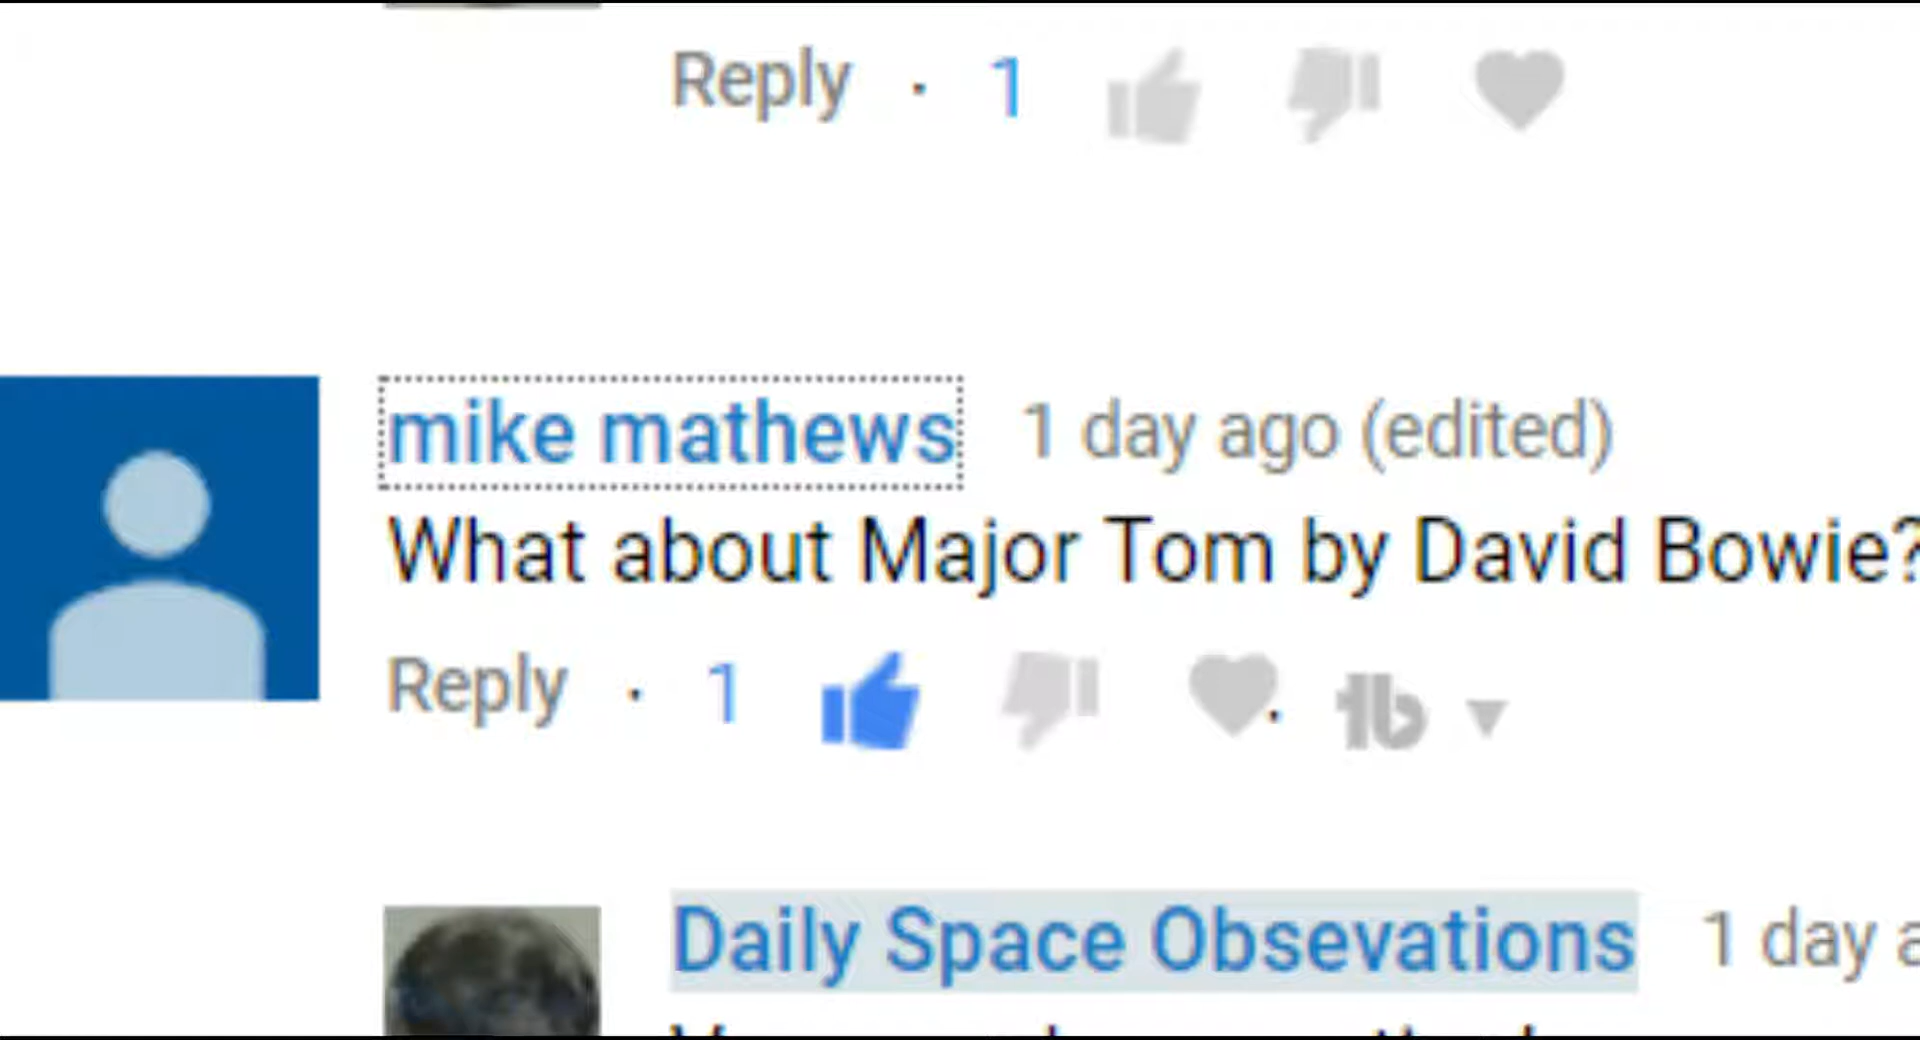 Reply · 1
mike mathews 1 day ago (edited)
What about Major Tom by David Bowie?
Reply · 1
Daily Space Obsevations 1 day a